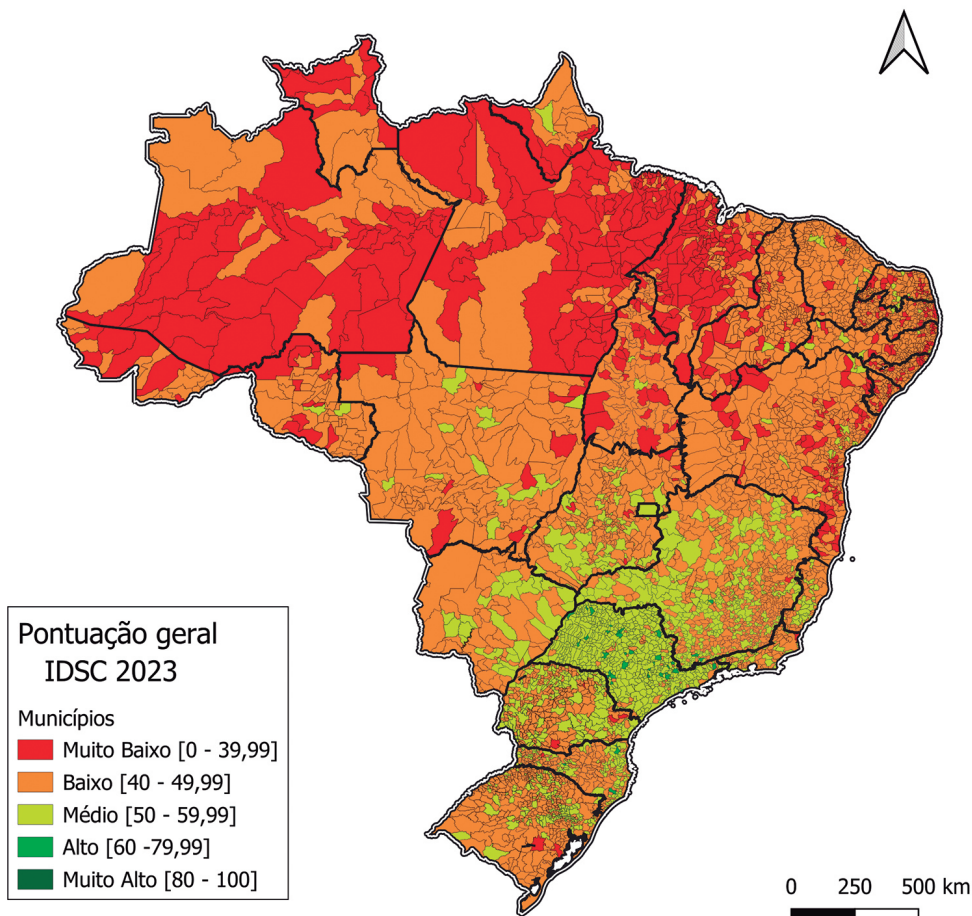 Pontuação geral
IDSC 2023
Municípios
Muito Baixo [0 - 39,99]
Baixo [40 - 49,99]
Médio [50 - 59,99]
Alto [60 -79,99]
Muito Alto [80 - 100]
0 250 500 km